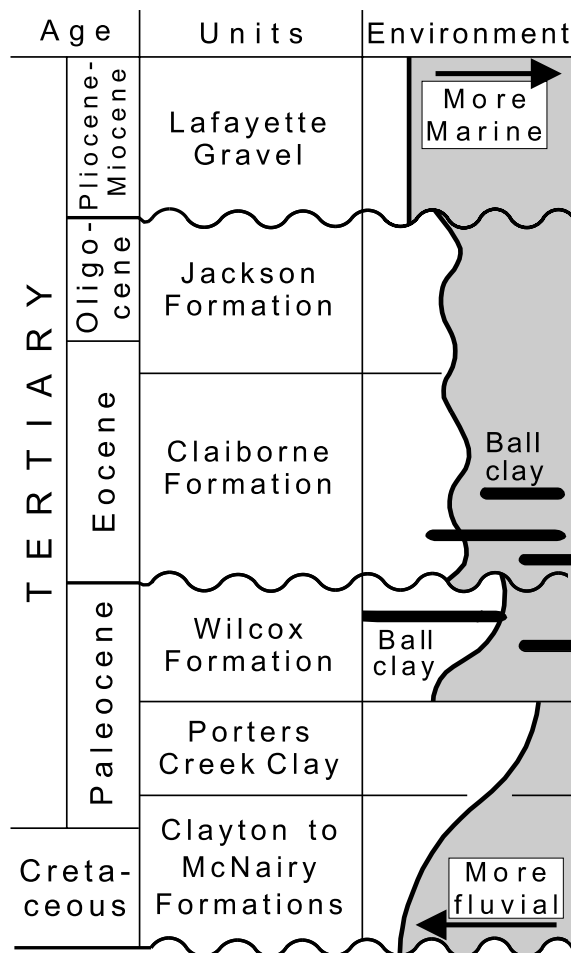 Age
Units
Environment
TERTIARY
Pliocene-
Miocene
Oligo-
cene
Eocene
Paleocene
Creta-
ceous
Lafayette
Gravel
Jackson
Formation
Claiborne
Formation
Wilcox
Formation
Porters
Creek Clay
Clayton to
McNairy
Formations
More
Marine
Ball
clay
Ball
clay
More
fluvial